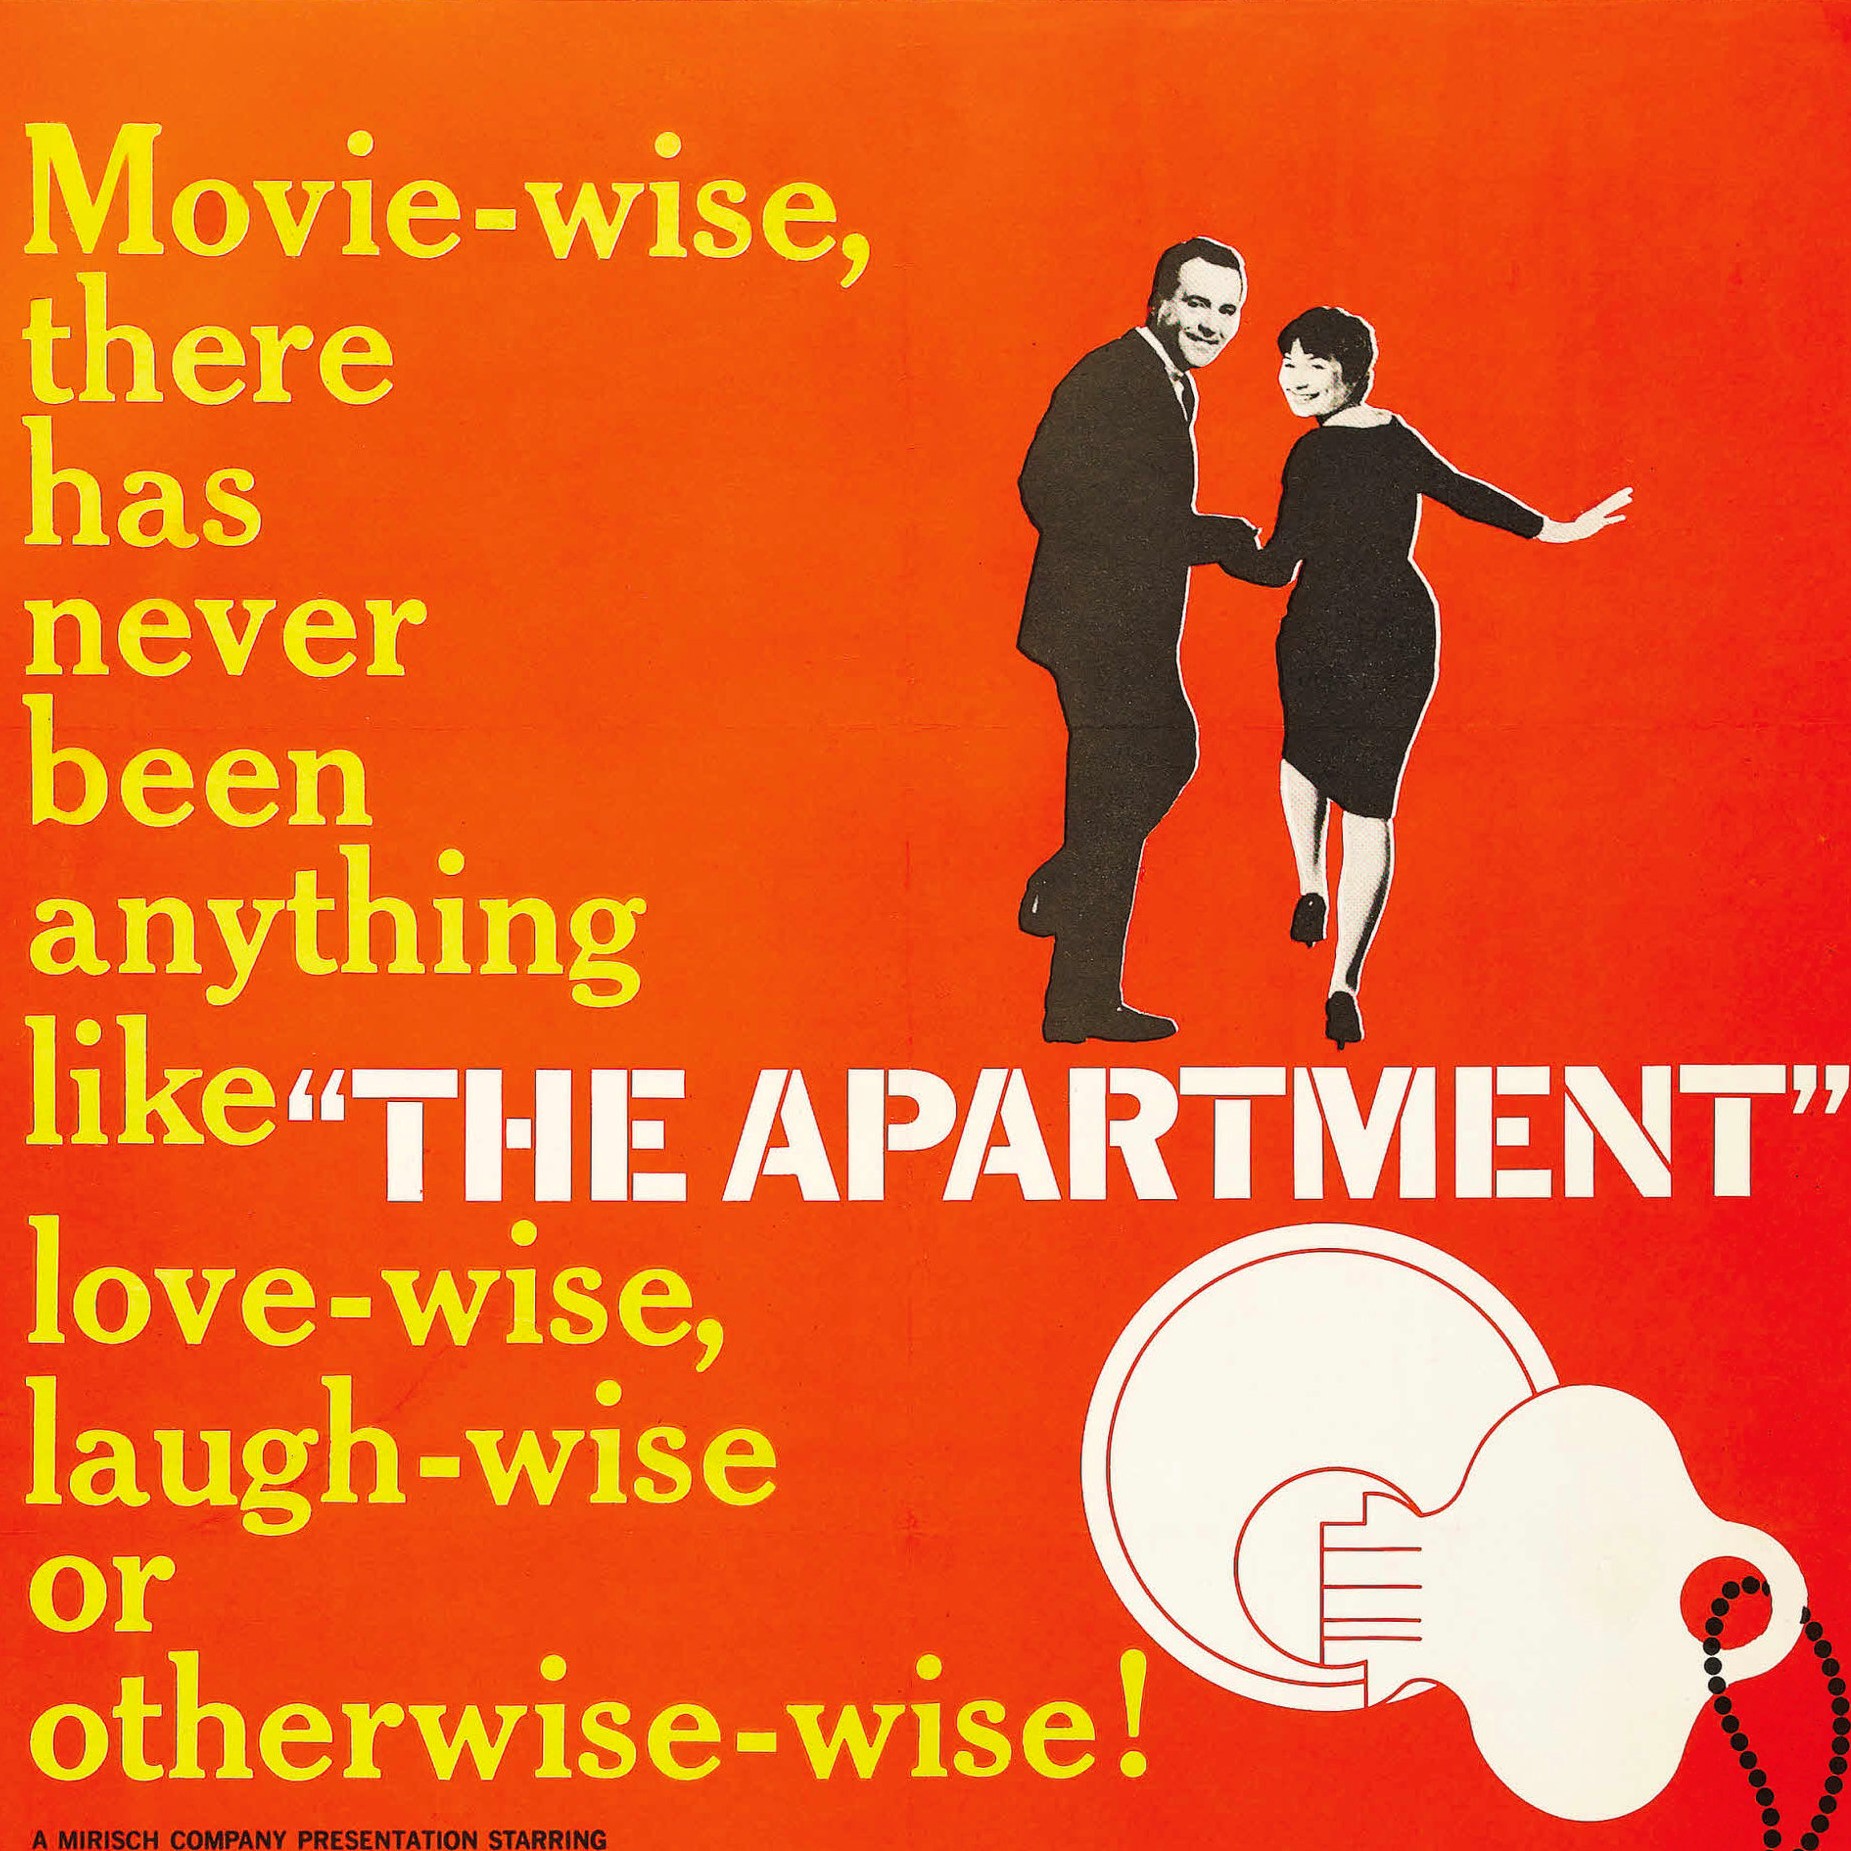 Movie-wise,
there
has
never
been
anything
like “THE APARTMENT”
love-wise,
laugh-wise
or
otherwise-wise!
A MIRISCH COMPANY PRESENTATION STARRING